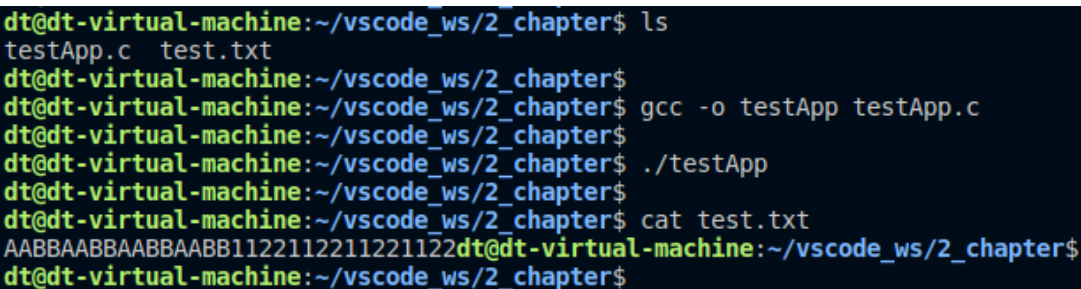 dt@dt-virtual-machine:~/vscode_ws/2_chapter$ ls
testApp.c  test.txt
dt@dt-virtual-machine:~/vscode_ws/2_chapter$
dt@dt-virtual-machine:~/vscode_ws/2_chapter$ gcc -o testApp testApp.c
dt@dt-virtual-machine:~/vscode_ws/2_chapter$
dt@dt-virtual-machine:~/vscode_ws/2_chapter$ ./testApp
dt@dt-virtual-machine:~/vscode_ws/2_chapter$
dt@dt-virtual-machine:~/vscode_ws/2_chapter$ cat test.txt
AABBAABBAABBAABB1122112211221122dt@dt-virtual-machine:~/vscode_ws/2_chapter$
dt@dt-virtual-machine:~/vscode_ws/2_chapter$